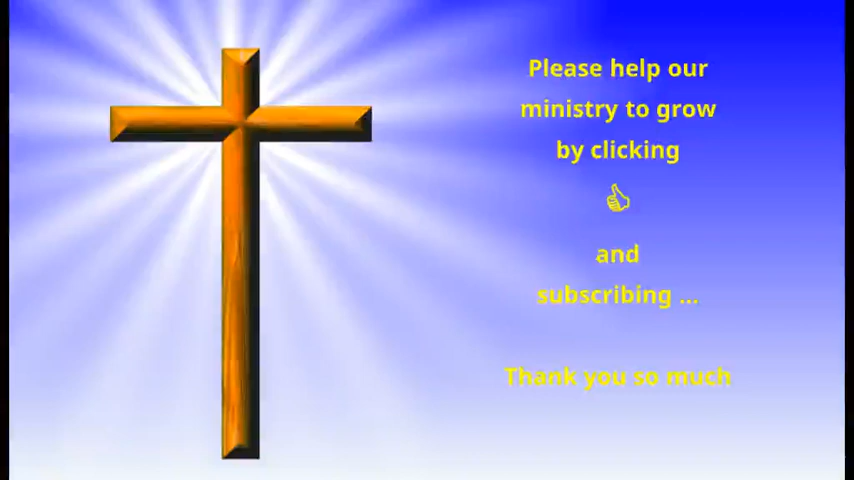 Please help our
ministry to grow
by clicking
👍
and
subscribing ...
Thank you so much